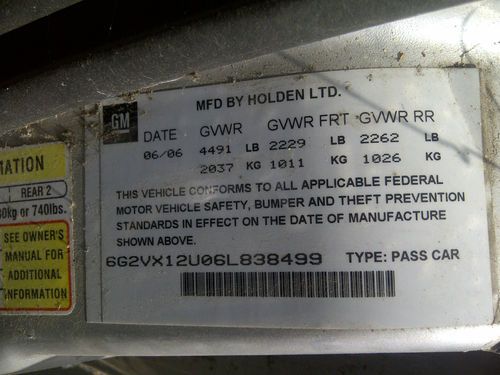 MFD BY HOLDEN LTD.
GM
DATE GVWR GVWR FRT GVWR RR
06/06 4491 LB 2229 LB 2262 LB
2037 KG 1011 KG 1026 KG
THIS VEHICLE CONFORMS TO ALL APPLICABLE FEDERAL
MOTOR VEHICLE SAFETY, BUMPER AND THEFT PREVENTION
STANDARDS IN EFFECT ON THE DATE OF MANUFACTURE
SHOWN ABOVE.
6G2VX12U06L838499 TYPE: PASS CAR
REAR 2
or 740lbs.
SEE OWNER'S
MANUAL FOR
ADDITIONAL
INFORMATION